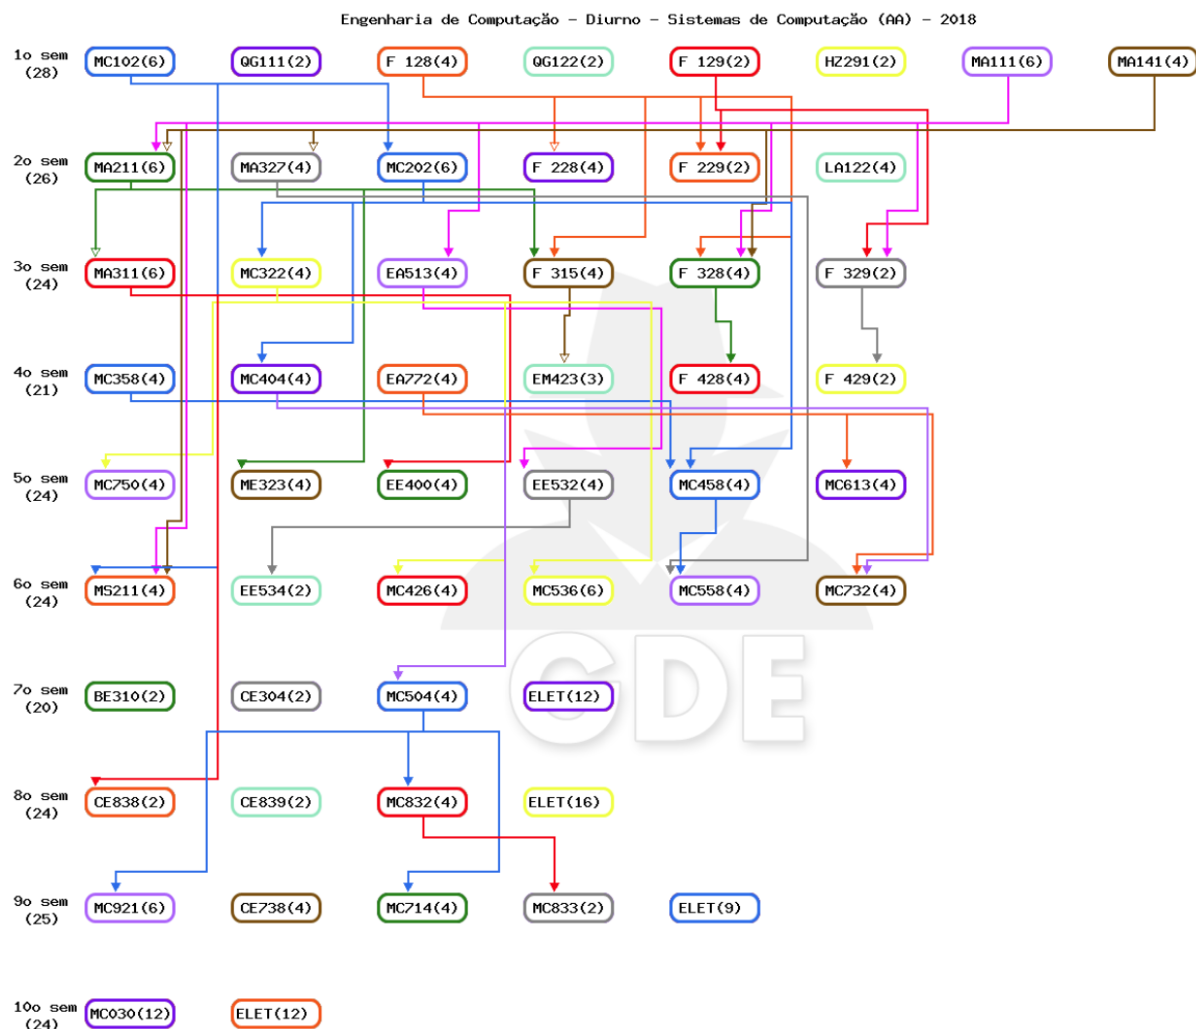 Engenharia de Computação - Diurno - Sistemas de Computação (AA) - 2018
1o sem MC102(6) QG111(2) F 128(4) QG122(2) F 129(2) HZ291(2) MA111(6) MA141(4)
(28)
2o sem MA211(6) MA327(4) MC202(6) F 228(4) F 229(2) LA122(4)
(26)
3o sem MA311(6) MC322(4) EA513(4) F 315(4) F 328(4) F 329(2)
(24)
4o sem MC358(4) MC404(4) EA772(4) EM423(3) F 428(4) F 429(2)
(21)
5o sem MC750(4) ME323(4) EE400(4) EE532(4) MC458(4) MC613(4)
(24)
6o sem MS211(4) EE534(2) MC426(4) MC536(6) MC558(4) MC732(4)
(24)
GDE
7o sem BE310(2) CE304(2) MC504(4) ELET(12)
(20)
8o sem CE838(2) CE839(2) MC832(4) ELET(16)
(24)
9o sem MC921(6) CE738(4) MC714(4) MC833(2) ELET(9)
(25)
10o sem MC030(12) ELET(12)
(24)